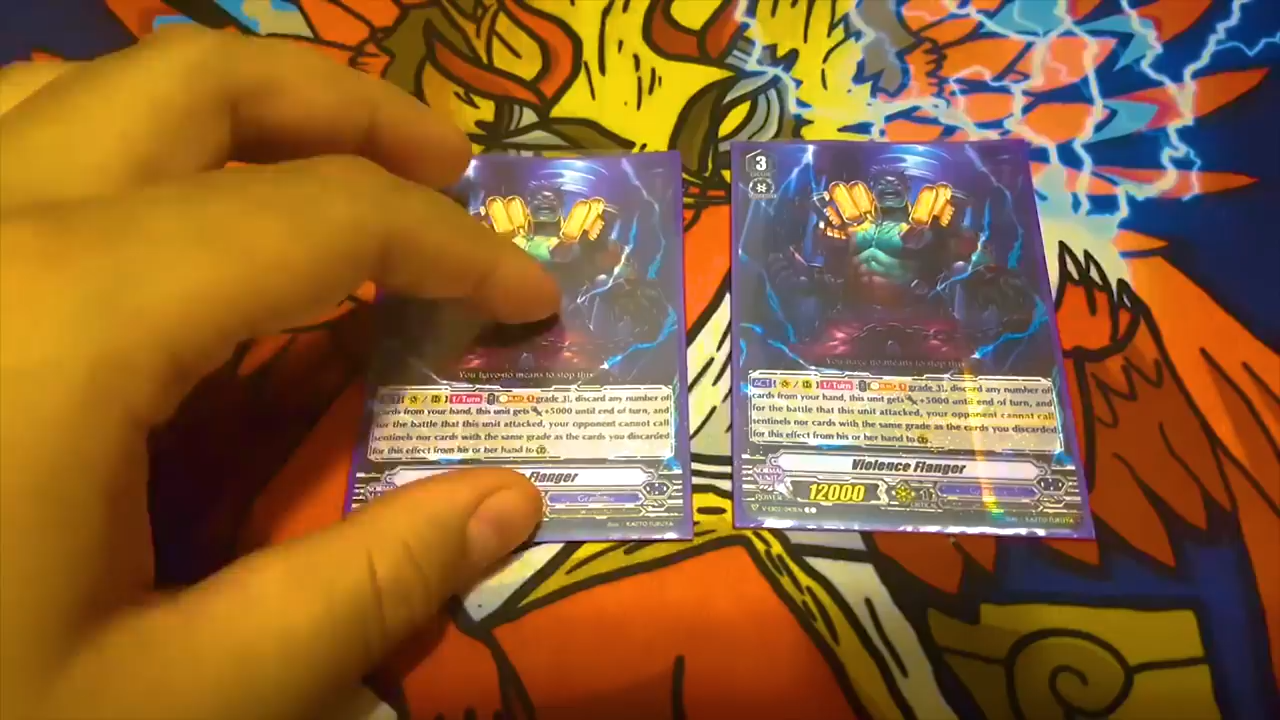 You have no means to stop this
grade 3], discard any number of
cards from your hand, this unit gets +5000 until end of turn, and
for the battle that this unit attacked, your opponent cannot call
sentinels nor cards with the same grade as the cards you discarded
for this effect from his or her hand to
Flanger
3
You have no means to stop this
ACT 1/Turn grade 3], discard any number of
cards from your hand, this unit gets +5000 until end of turn, and
for the battle that this unit attacked, your opponent cannot call
sentinels nor cards with the same grade as the cards you discarded
for this effect from his or her hand to
Violence Flanger
NORMAL
UNIT
POWER
12000
1
CRITICAL